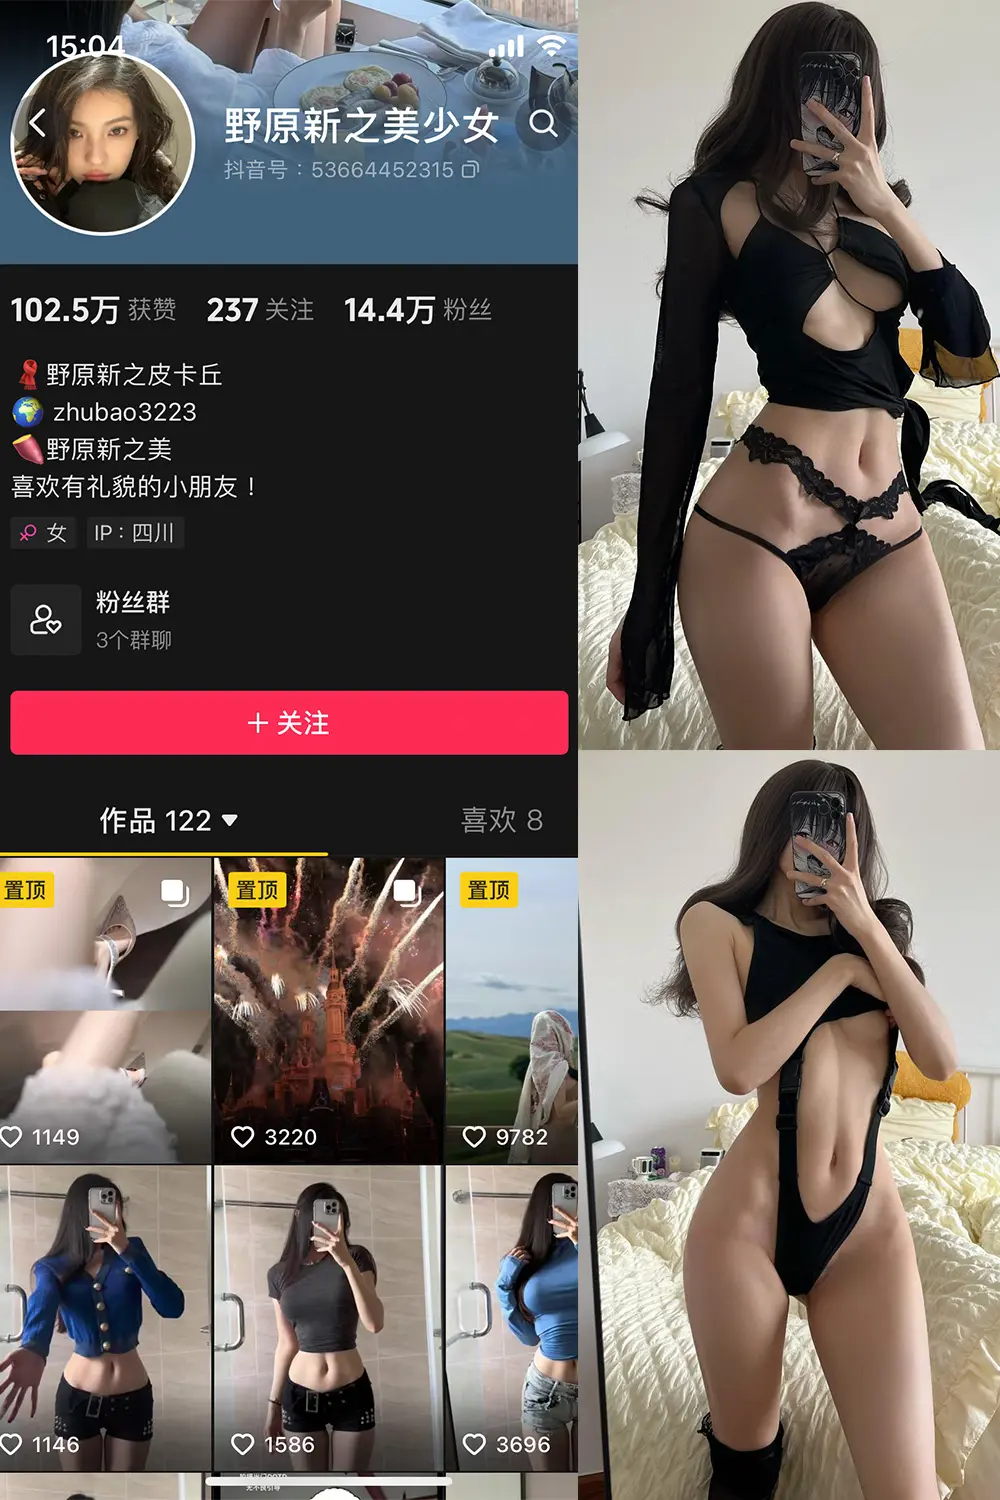 15:04
野原新之美少女
抖音号：53664452315
102.5万 获赞 237 关注 14.4万 粉丝
野原新之皮卡丘
zhubao3223
野原新之美
喜欢有礼貌的小朋友！
女 IP：四川
粉丝群
3个群聊
+ 关注
作品 122 喜欢 8
置顶 置顶 置顶
1149 3220 9782
1146 1586 3696